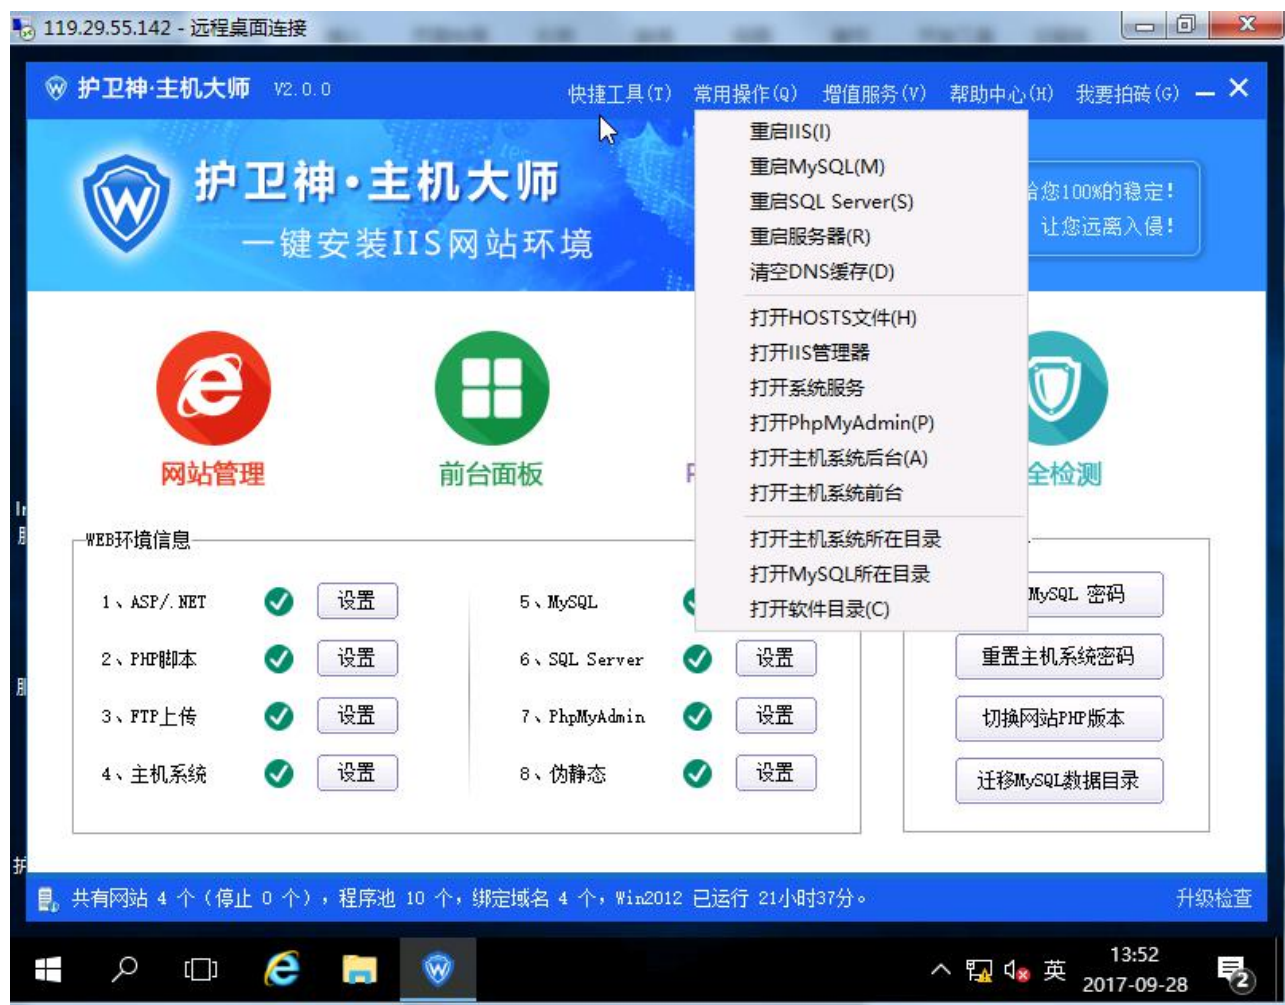 119.29.55.142 - 远程桌面连接
护卫神·主机大师 V2.0.0
快捷工具(T) 常用操作(Q) 增值服务(V) 帮助中心(H) 我要拍砖(G)
护卫神·主机大师
一键安装IIS网站环境
给您100%的稳定!
让您远离入侵!
重启IIS(I)
重启MySQL(M)
重启SQL Server(S)
重启服务器(R)
清空DNS缓存(D)
打开HOSTS文件(H)
打开IIS管理器
打开系统服务
打开PhpMyAdmin(P)
打开主机系统后台(A)
打开主机系统前台
打开主机系统所在目录
打开MySQL所在目录
打开软件目录(C)
网站管理
前台面板
全检测
WEB环境信息
1、ASP/.NET 设置
2、PHP脚本 设置
3、FTP上传 设置
4、主机系统 设置
5、MySQL
6、SQL Server 设置
7、PhpMyAdmin 设置
8、伪静态 设置
MySQL 密码
重置主机系统密码
切换网站PHP版本
迁移MySQL数据目录
共有网站 4 个（停止 0 个），程序池 10 个，绑定域名 4 个，Win2012 已运行 21小时37分。
升级检查
英
13:52
2017-09-28
2